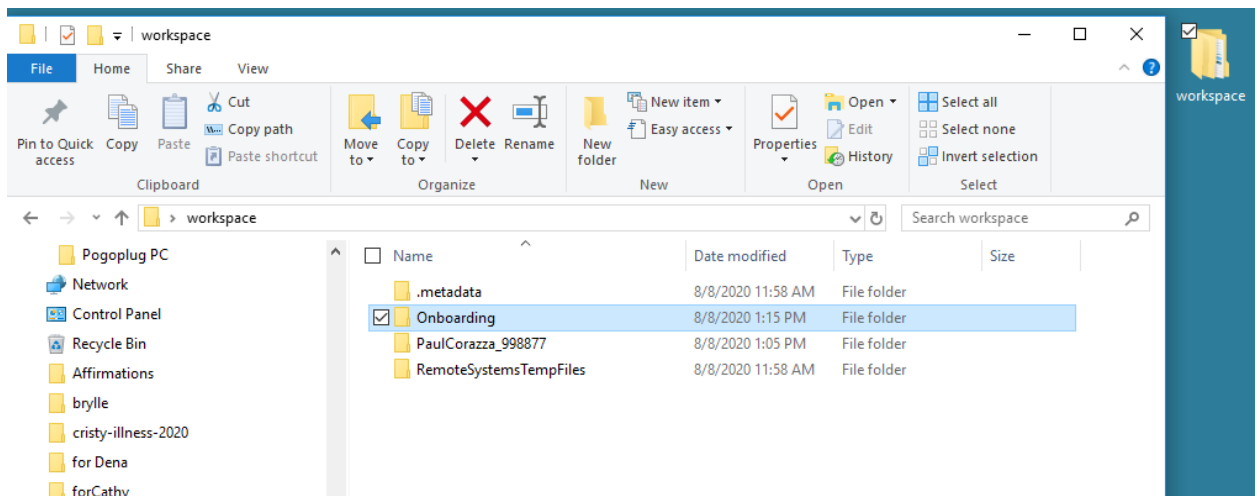 workspace
File Home Share View
workspace
Pin to Quick access
Copy
Paste
Cut
Copy path
Paste shortcut
Move to
Copy to
Delete
Rename
New folder
New item
Easy access
Properties
Open
Edit
History
Select all
Select none
Invert selection
Clipboard Organize New Open Select
workspace Search workspace
Name Date modified Type Size
.metadata 8/8/2020 11:58 AM File folder
Onboarding 8/8/2020 1:15 PM File folder
PaulCorazza_998877 8/8/2020 1:05 PM File folder
RemoteSystemsTempFiles 8/8/2020 11:58 AM File folder
Pogoplug PC
Network
Control Panel
Recycle Bin
Affirmations
brylle
cristy-illness-2020
for Dena
forCathy